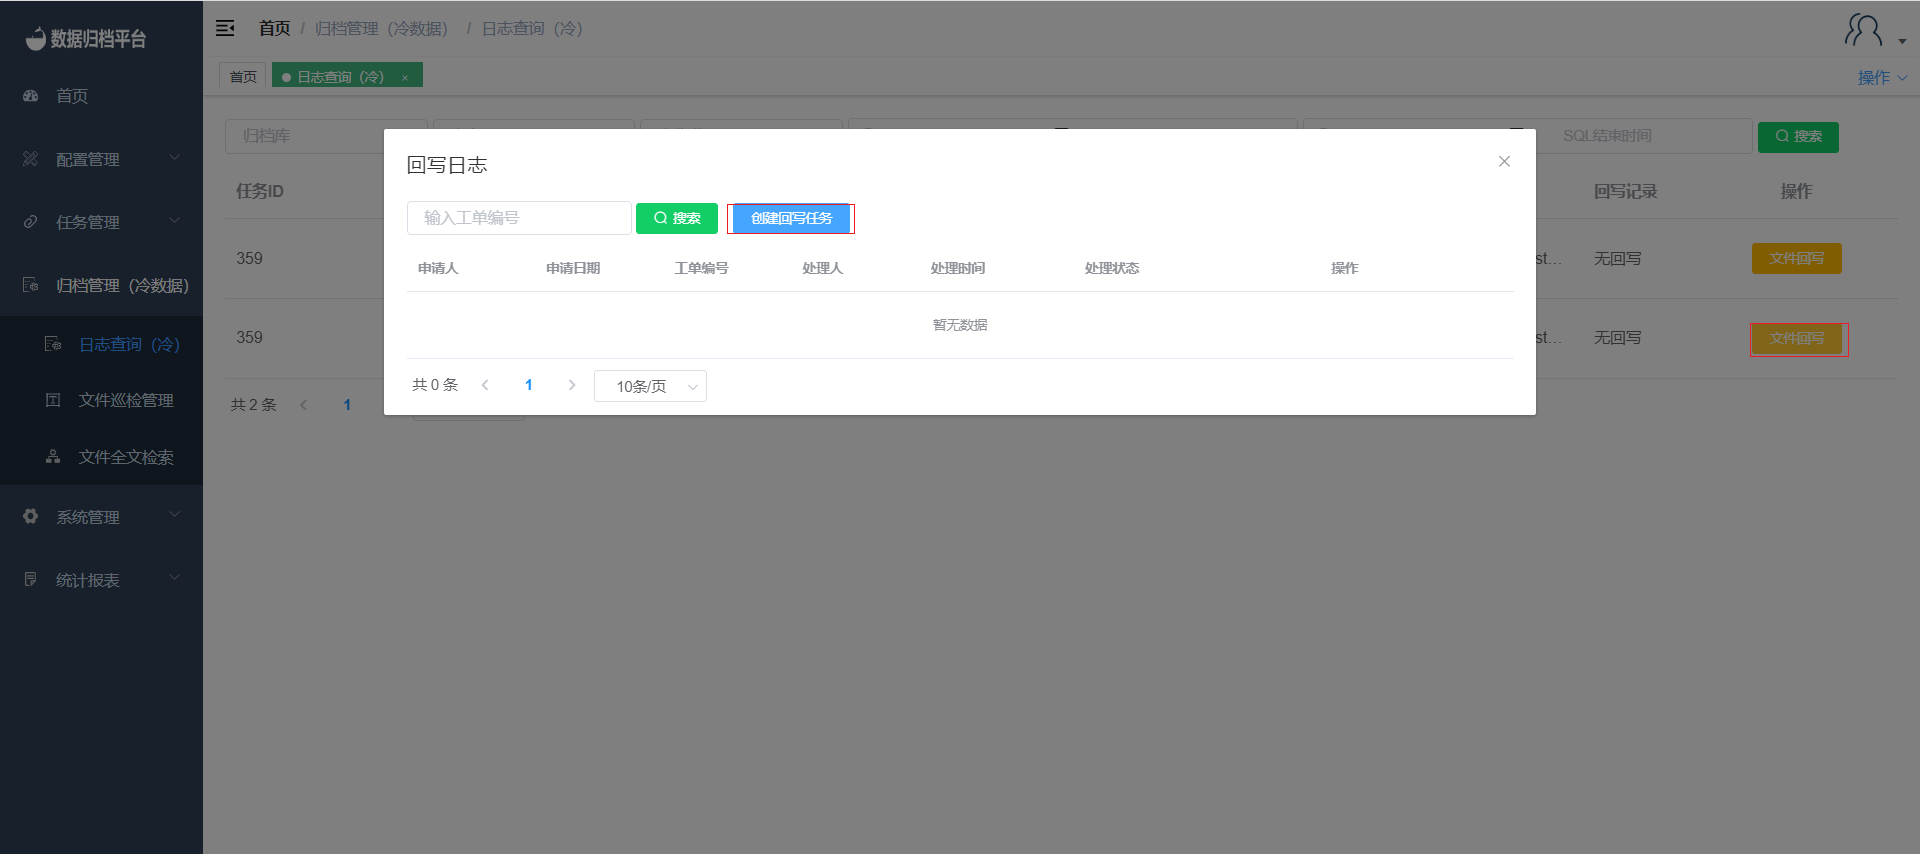 数据归档平台
首页 / 归档管理（冷数据） / 日志查询（冷）
首页
日志查询（冷） ×
操作
首页
配置管理
任务管理
归档管理（冷数据）
日志查询（冷）
文件巡检管理
文件全文检索
系统管理
统计报表
归档库
SQL结束时间
搜索
任务ID
回写记录
操作
359
st...
无回写
文件回写
359
st...
无回写
文件回写
共 2 条
1
回写日志
输入工单编号
搜索
创建回写任务
申请人
申请日期
工单编号
处理人
处理时间
处理状态
操作
暂无数据
共 0 条
1
10条/页